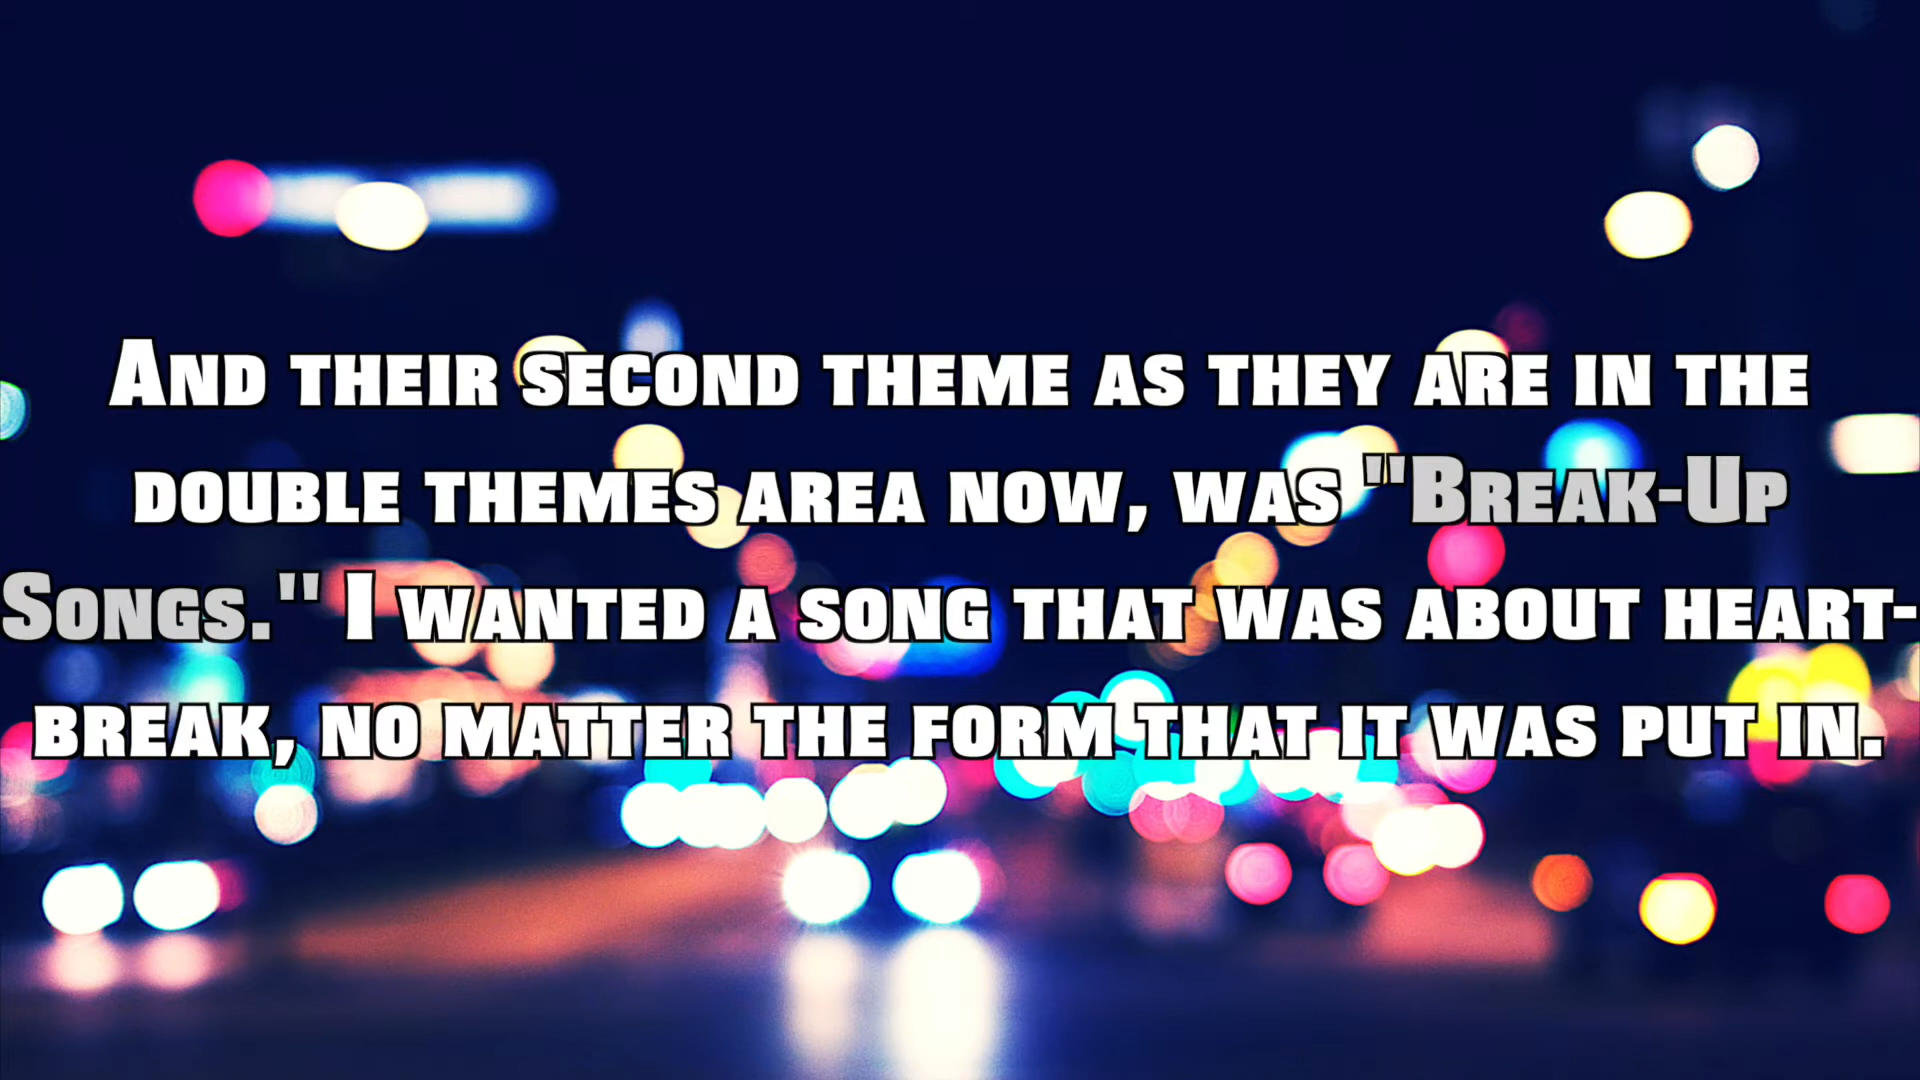 And their second theme as they are in the
double themes area now, was "Break-Up
Songs." I wanted a song that was about heart-
break, no matter the form that it was put in.